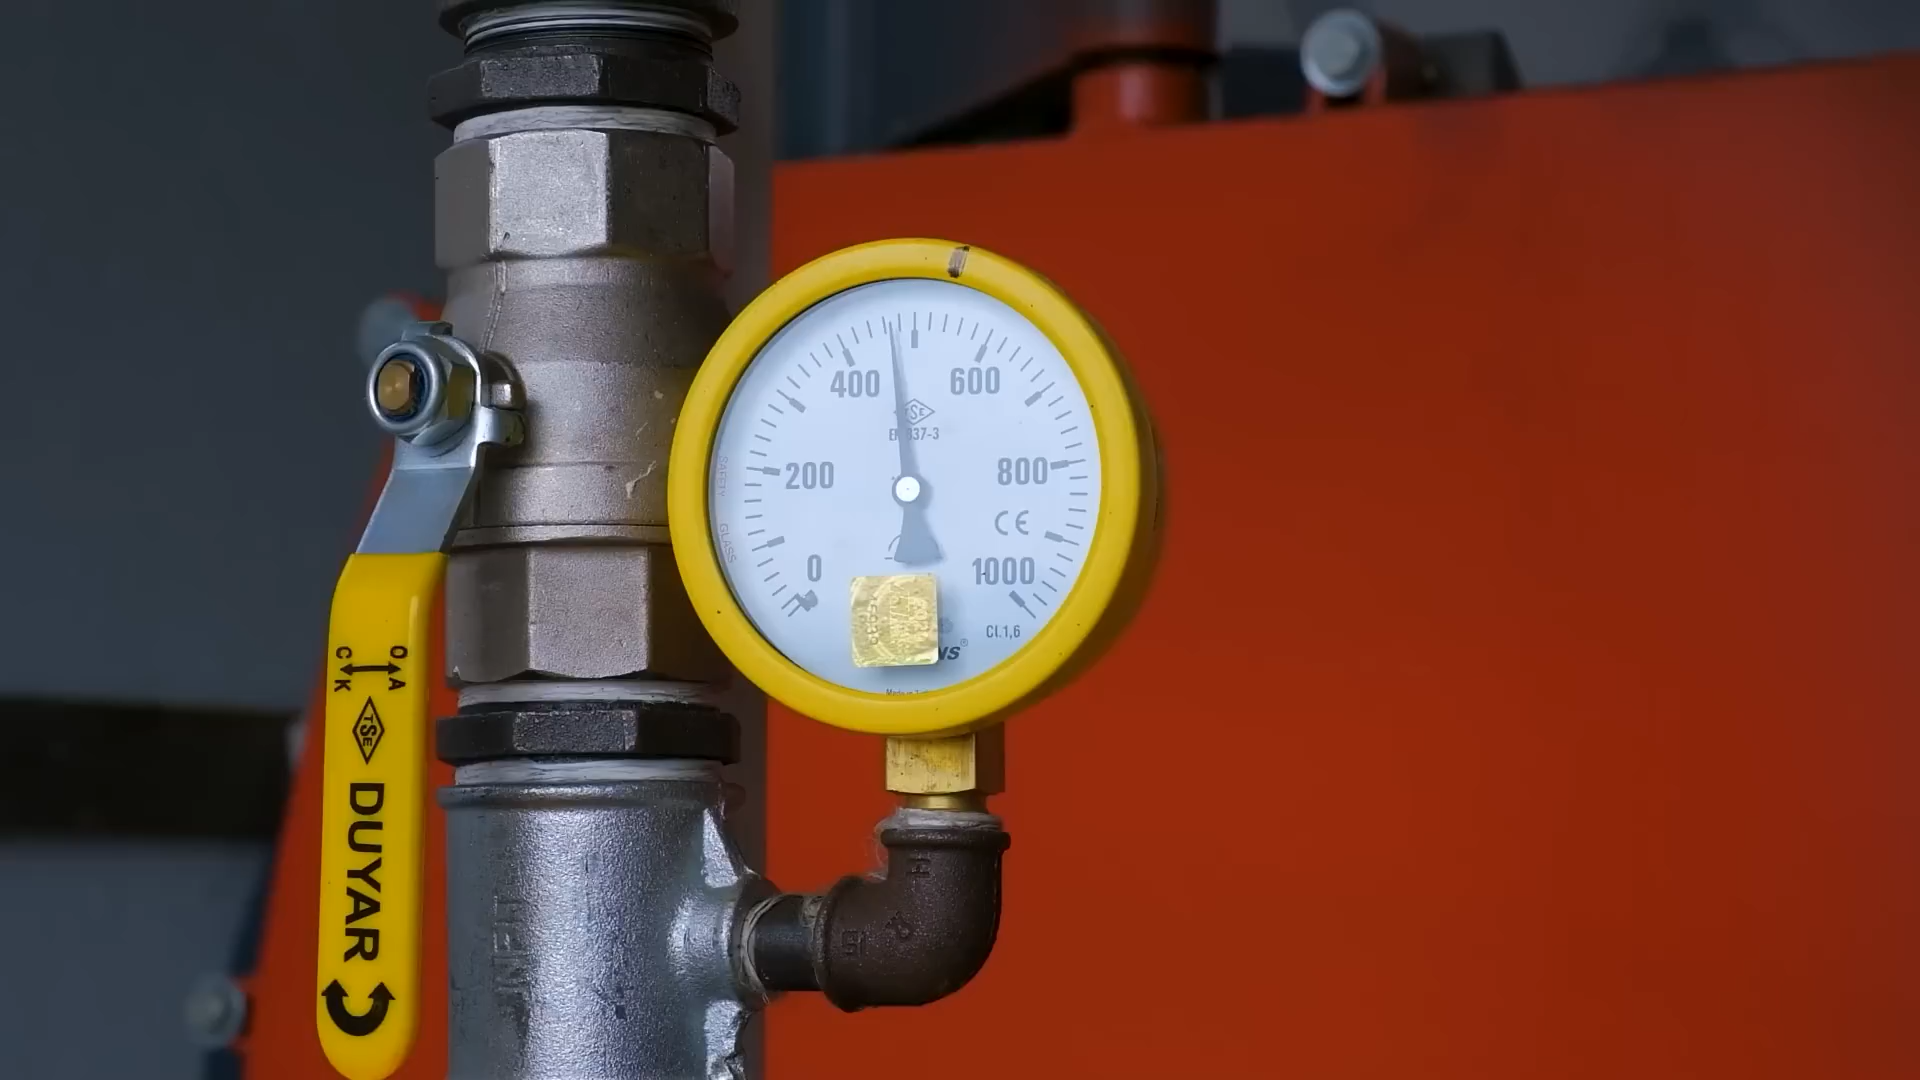 400
600
TSE
EN 837-3
200
800
SAFETY GLASS
CE
0
1000
Cl.1,6
C K
O A
TSE
DUYAR